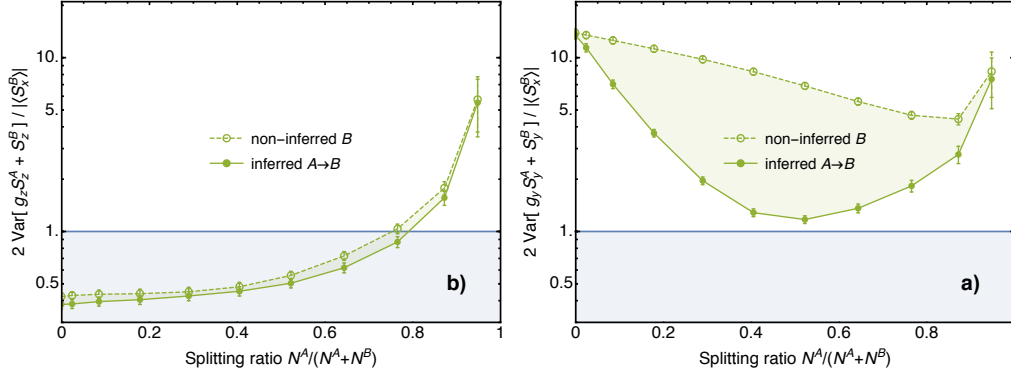 2 Var[ g_z S_z^A + S_z^B ] / |⟨S_x^B⟩|
10.
5.
1.
0.5
non-inferred B
inferred A→B
b)
0 0.2 0.4 0.6 0.8 1
Splitting ratio N^A/(N^A+N^B)
2 Var[ g_y S_y^A + S_y^B ] / |⟨S_x^B⟩|
10.
5.
1.
0.5
non-inferred B
inferred A→B
a)
0 0.2 0.4 0.6 0.8
Splitting ratio N^A/(N^A+N^B)